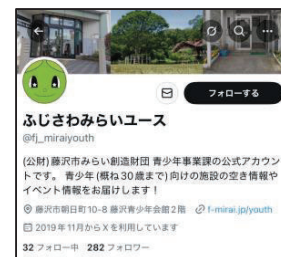 フォローする
ふじさわみらいユース
@fj_miraiyouth
(公財)藤沢市みらい創造財団 青少年事業課の公式アカウン
トです。 青少年(概ね30歳まで)向けの施設の空き情報や
イベント情報をお届けします!
藤沢市朝日町10-8 藤沢青少年会館2階 f-mirai.jp/youth
2019年11月からXを利用しています
32 フォロー中 282 フォロワー